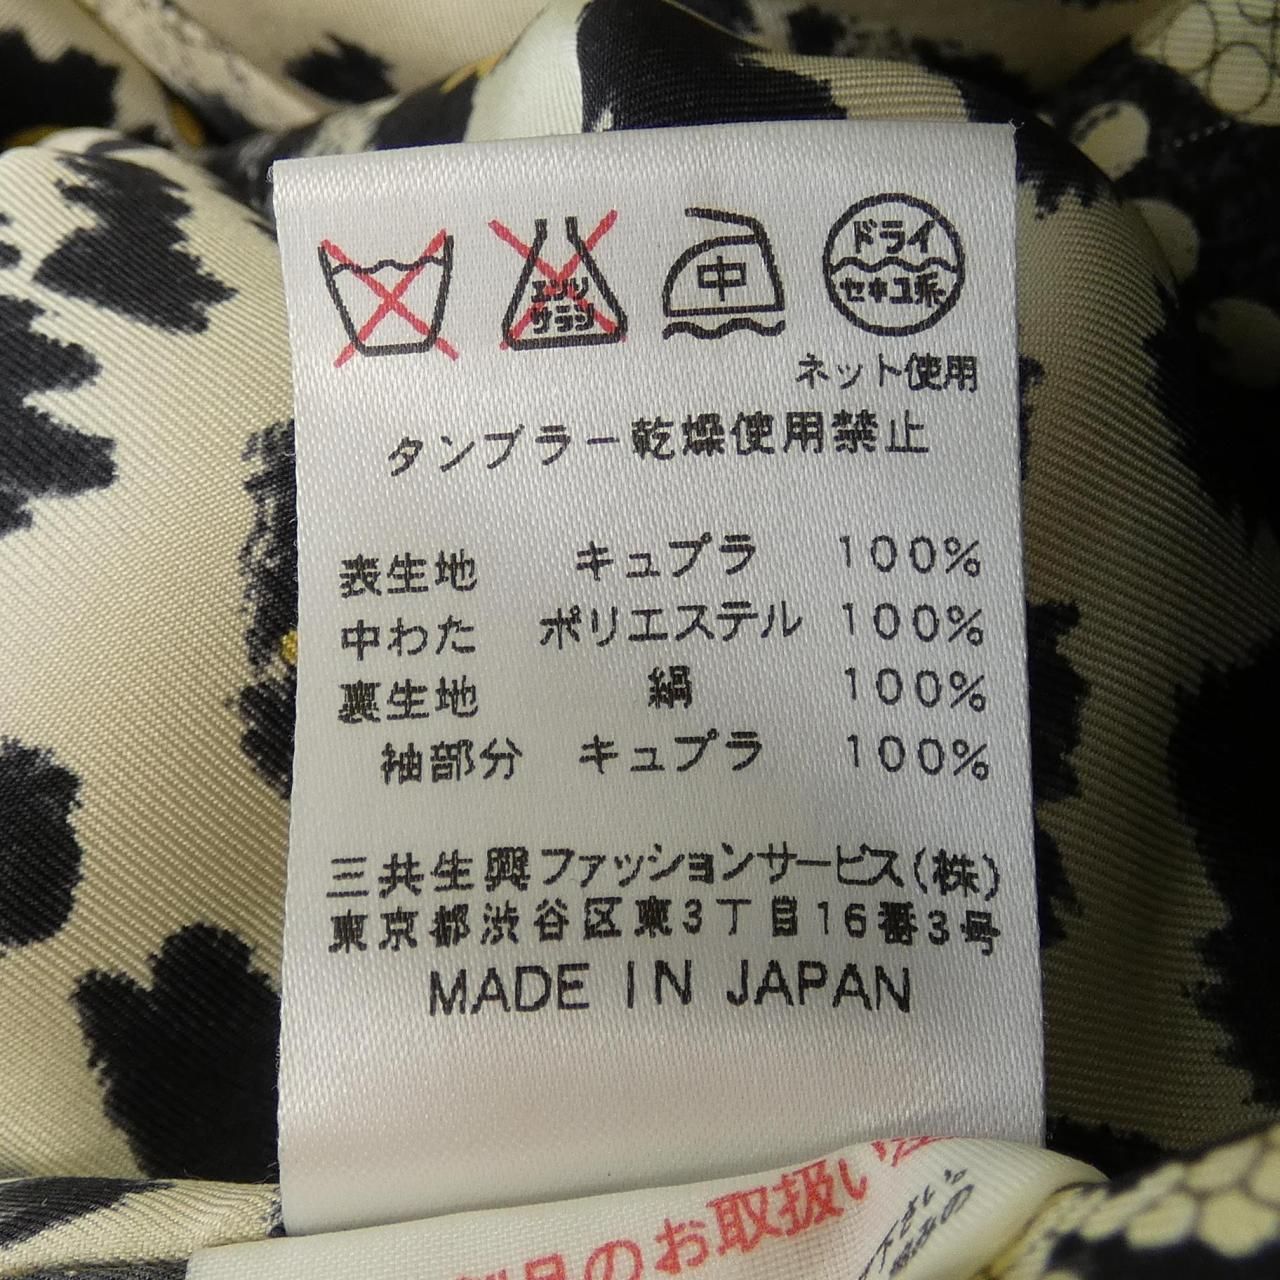 エンソ
サラシ
中
ドライ
セキユ系
ネット使用
タンブラー乾燥使用禁止
表生地 キュプラ 100%
中わた ポリエステル 100%
裏生地 絹 100%
袖部分 キュプラ 100%
三共生興ファッションサービス(株)
東京都渋谷区東3丁目16番3号
MADE IN JAPAN
品のお取扱い
下さい。